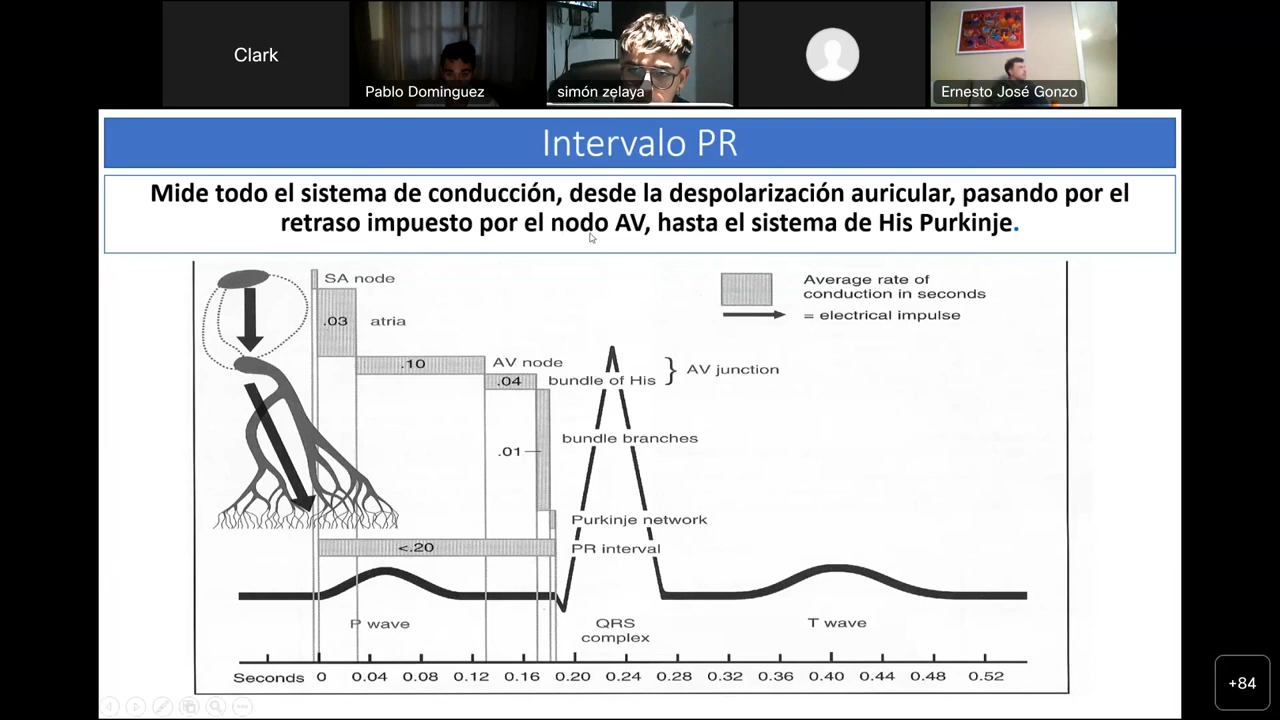 Clark
Pablo Dominguez
simón zelaya
Ernesto José Gonzo
Intervalo PR
Mide todo el sistema de conducción, desde la despolarización auricular, pasando por el
retraso impuesto por el nodo AV, hasta el sistema de His Purkinje.
SA node
Average rate of
conduction in seconds
= electrical impulse
.03 atria
.10 AV node
.04 bundle of His } AV junction
bundle branches
.01
Purkinje network
<.20 PR interval
P wave
QRS
complex
T wave
Seconds 0 0.04 0.08 0.12 0.16 0.20 0.24 0.28 0.32 0.36 0.40 0.44 0.48 0.52
+84